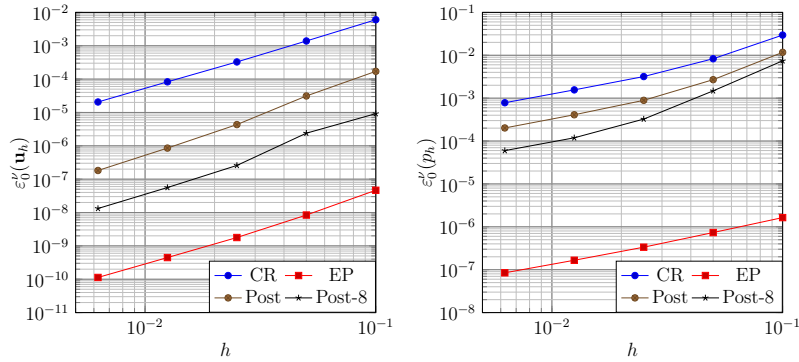 10^−2
10^−3
10^−4
10^−5
10^−6
10^−7
10^−8
10^−9
10^−10
10^−11
ε_0^ν(𝐮_h)
10^−2
10^−1
h
CR
EP
Post
Post-8
10^−1
10^−2
10^−3
10^−4
10^−5
10^−6
10^−7
10^−8
ε_0^ν(p_h)
10^−2
10^−1
h
CR
EP
Post
Post-8